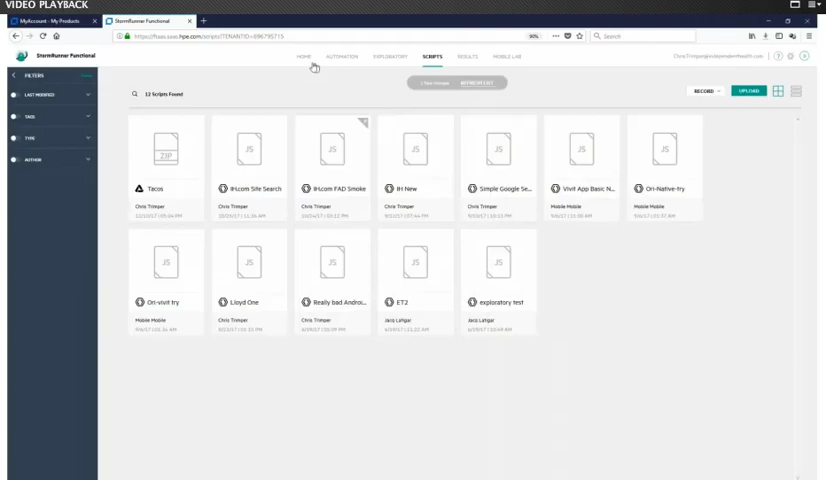 VIDEO PLAYBACK
MyAccount - My Products
StormRunner Functional
https://ftaas.saas.hpe.com/scripts?TENANTID=696795715
90%
Search
StormRunner Functional
HOME
AUTOMATION
EXPLORATORY
SCRIPTS
RESULTS
MOBILE LAB
FILTERS
REFRESH LIST
LAST MODIFIED
TAGS
TYPE
AUTHOR
12 Scripts Found
RECORD
UPLOAD
ZIP
JS
JS
JS
JS
JS
JS
Tacos
IH.com Site Search
IH.com FAD Smoke
IH New
Simple Google Se...
Vivit App Basic N...
Ori-Native-try
Chris Trimper
Chris Trimper
Chris Trimper
Chris Trimper
Chris Trimper
Mobile Mobile
Mobile Mobile
JS
JS
JS
JS
JS
Ori-vivit try
Lloyd One
Really bad Androi...
ET2
exploratory test
Mobile Mobile
Chris Trimper
Chris Trimper